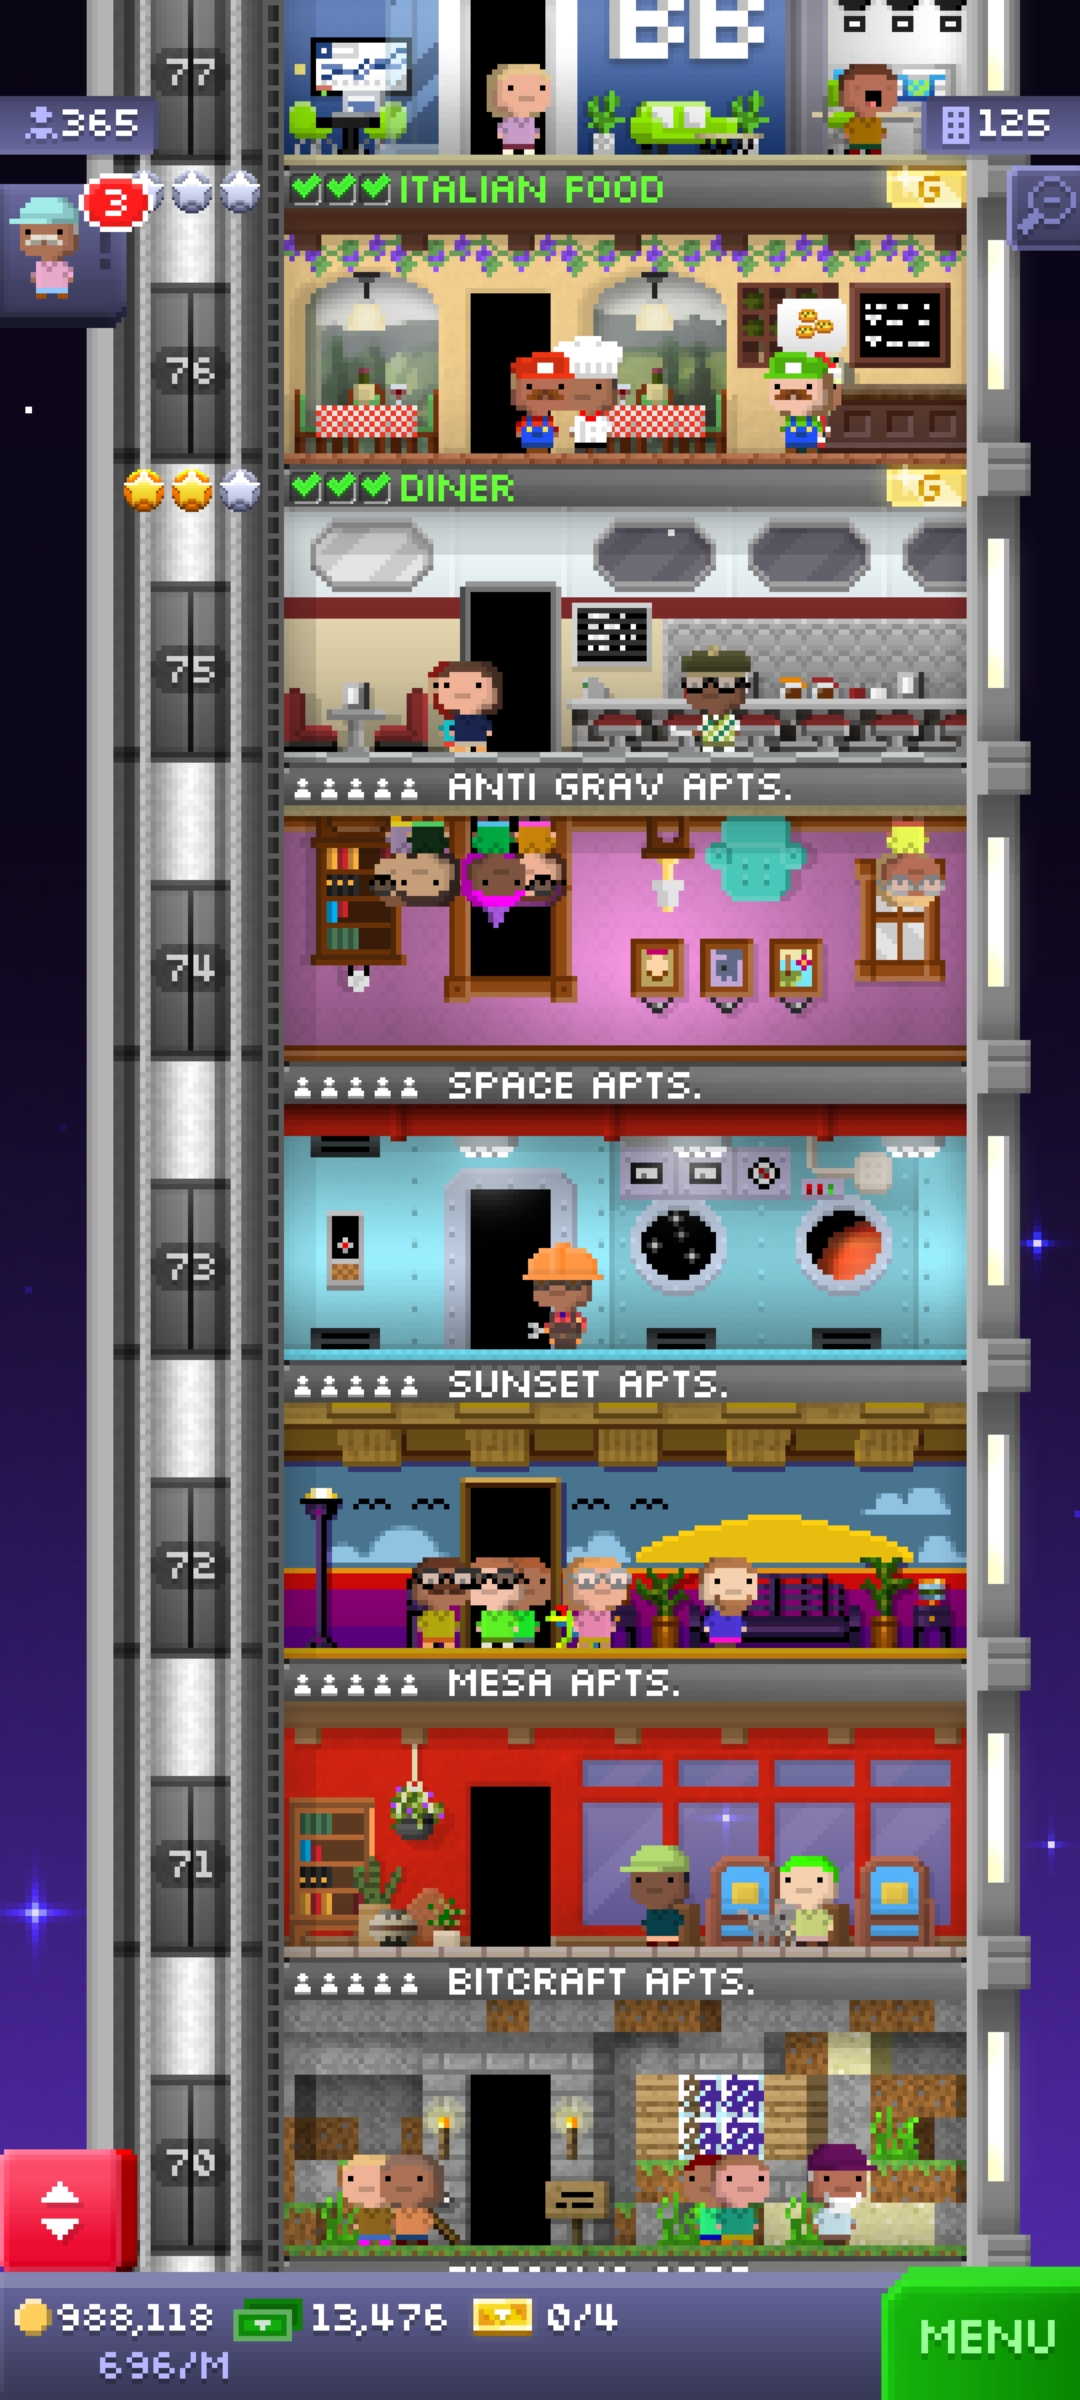 BB
77
365
125
3
ITALIAN FOOD G
76
DINER G
75
ANTI GRAV APTS.
74
SPACE APTS.
73
SUNSET APTS.
72
MESA APTS.
71
BITCRAFT APTS.
70
988,118 13,476 0/4
696/M
MENU